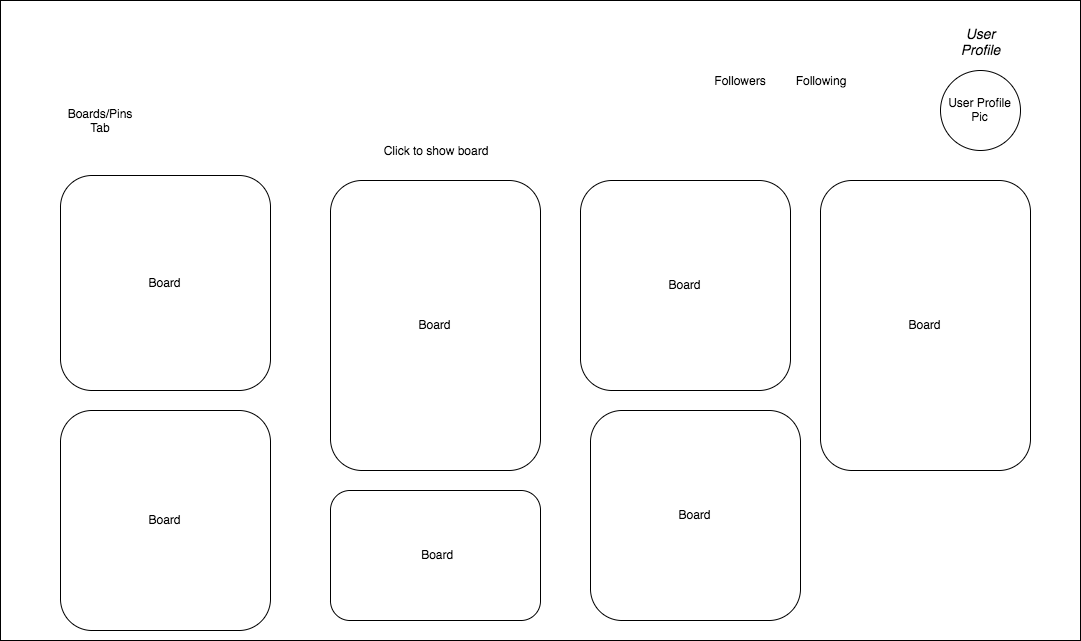 User
Profile
Followers
Following
User Profile
Pic
Boards/Pins
Tab
Click to show board
Board
Board
Board
Board
Board
Board
Board